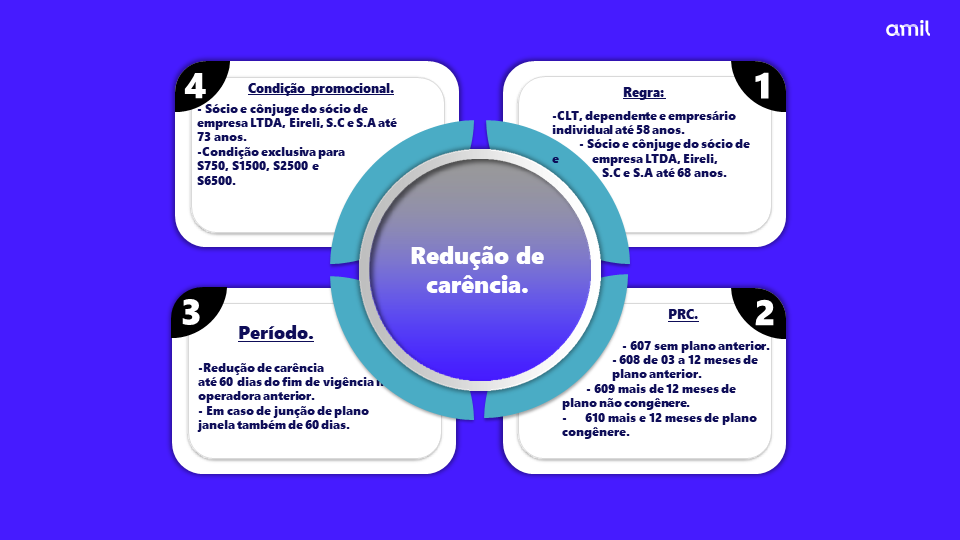 amil
4
Condição promocional.
- Sócio e cônjuge do sócio de
empresa LTDA, Eireli, S.C e S.A até
73 anos.
-Condição exclusiva para
S750, S1500, S2500 e
S6500.
1
Regra:
-CLT, dependente e empresário
individual até 58 anos.
- Sócio e cônjuge do sócio de
e empresa LTDA, Eireli,
S.C e S.A até 68 anos.
Redução de
carência.
3
Período.
-Redução de carência
até 60 dias do fim de vigência
operadora anterior.
- Em caso de junção de plano
janela também de 60 dias.
2
PRC.
- 607 sem plano anterior.
- 608 de 03 a 12 meses de
plano anterior.
- 609 mais de 12 meses de
plano não congênere.
- 610 mais e 12 meses de plano
congênere.